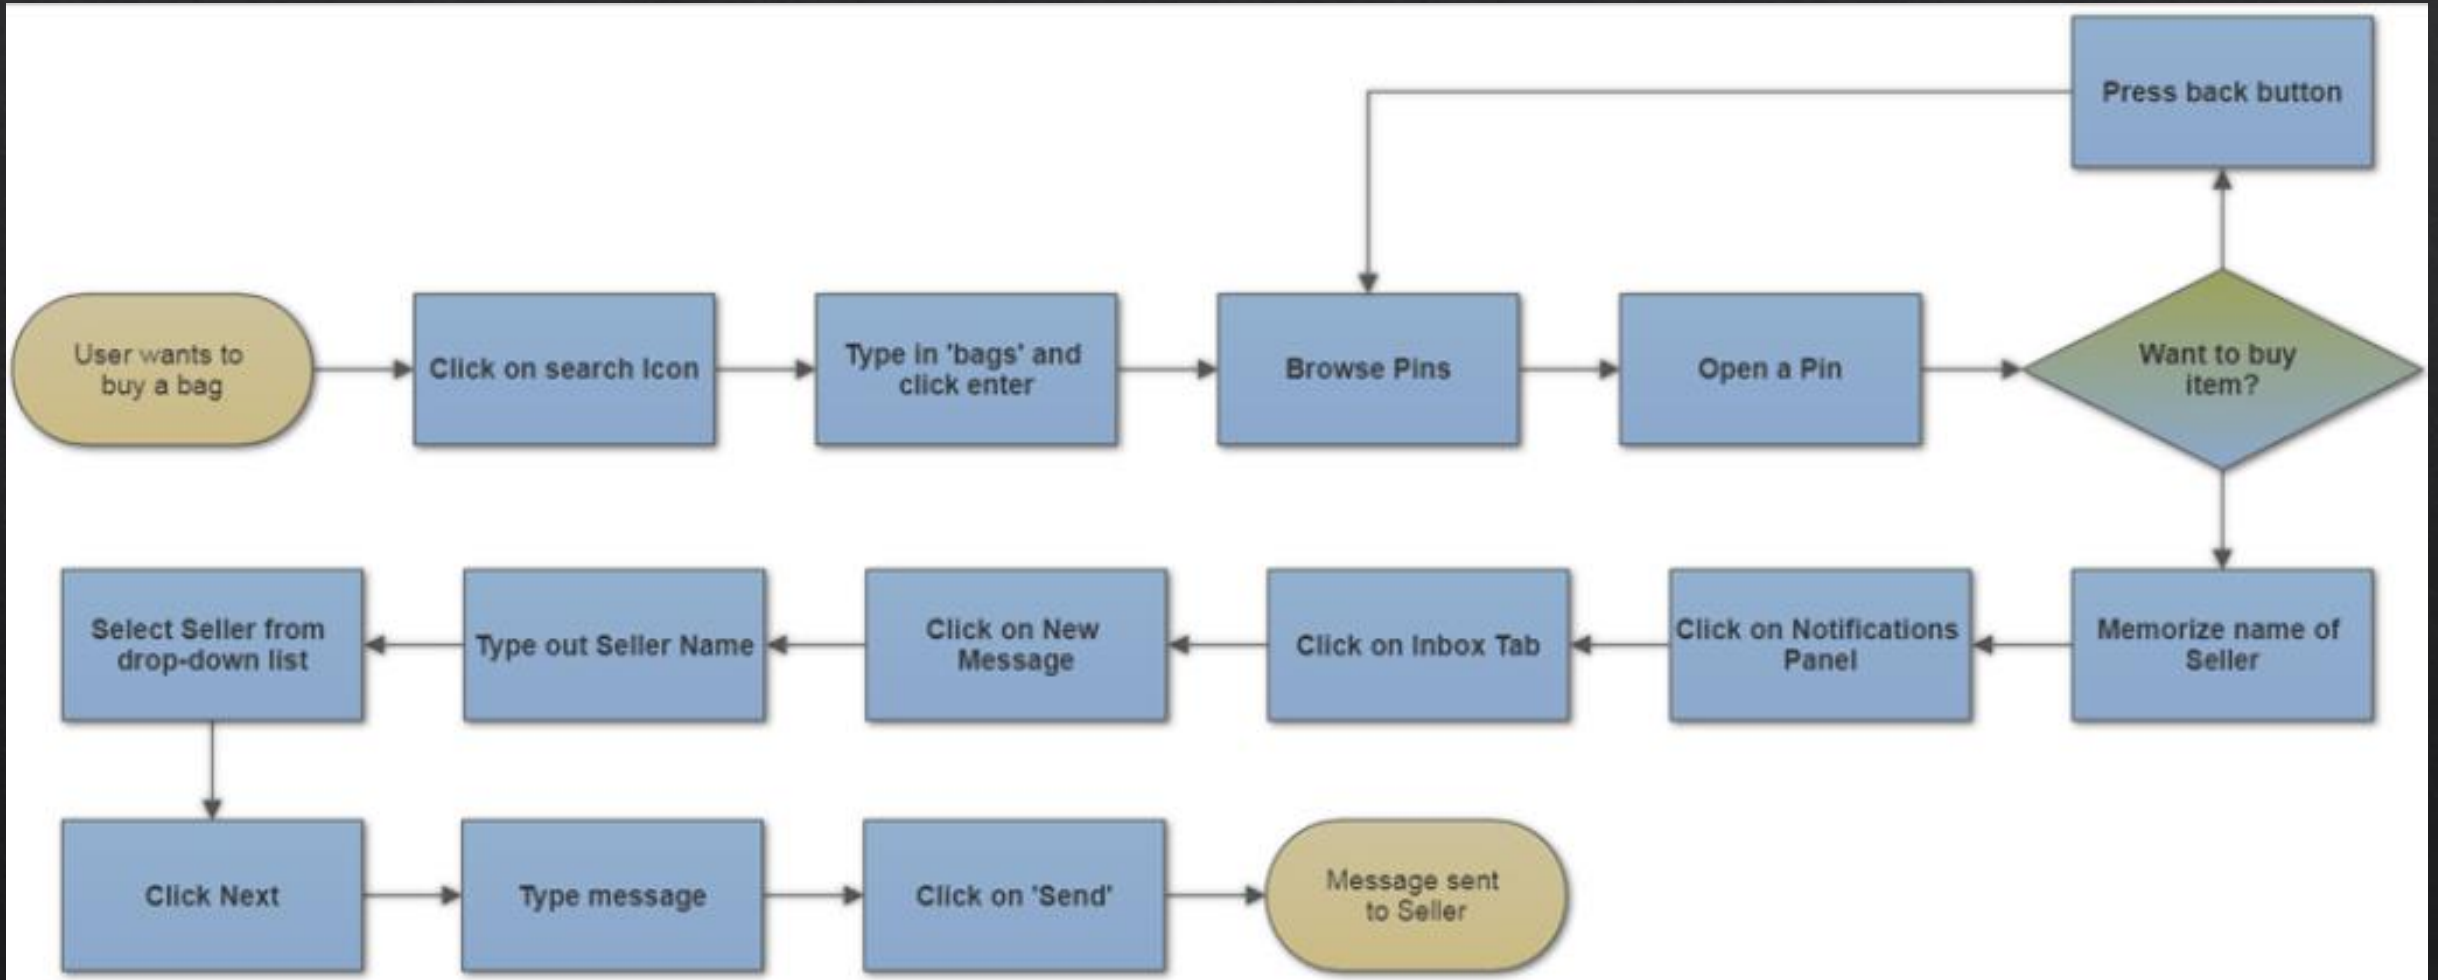 Press back button
User wants to
buy a bag
Click on search Icon
Type in 'bags' and
click enter
Browse Pins
Open a Pin
Want to buy
item?
Select Seller from
drop-down list
Type out Seller Name
Click on New
Message
Click on Inbox Tab
Click on Notifications
Panel
Memorize name of
Seller
Click Next
Type message
Click on 'Send'
Message sent
to Seller